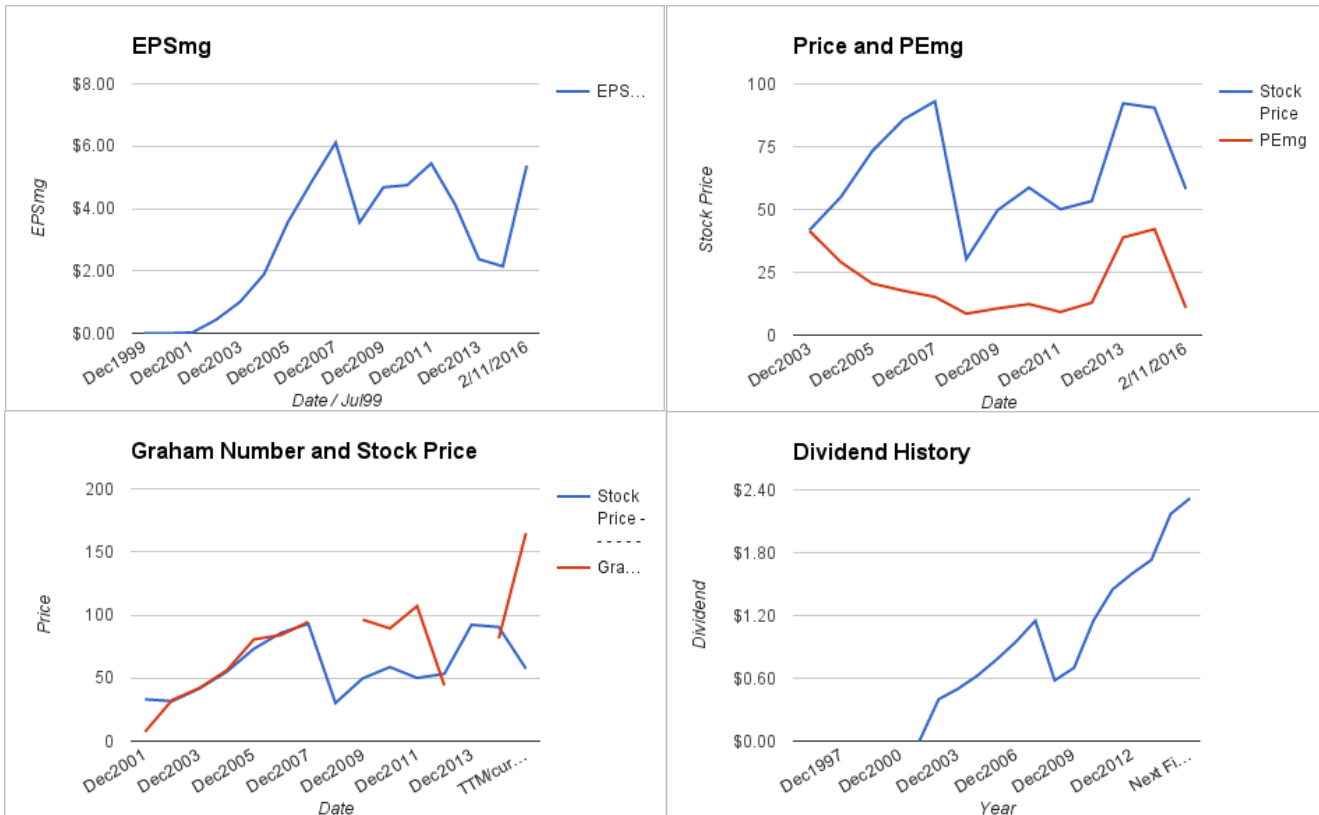 EPSmg
$8.00
$6.00
$4.00
$2.00
$0.00
EPSmg
Dec1999
Dec2001
Dec2003
Dec2005
Dec2007
Dec2009
Dec2011
Dec2013
2/11/2016
Date / Jul99
EPS...
Price and PEmg
100
75
50
25
0
Stock Price
Dec2003
Dec2005
Dec2007
Dec2009
Dec2011
Dec2013
2/11/2016
Date
Stock
Price
PEmg
Graham Number and Stock Price
200
150
100
50
0
Price
Dec2001
Dec2003
Dec2005
Dec2007
Dec2009
Dec2011
Dec2013
TTM/cur...
Date
Stock
Price -
- - - - -
Gra...
Dividend History
$2.40
$1.80
$1.20
$0.60
$0.00
Dividend
Dec1997
Dec2000
Dec2003
Dec2006
Dec2009
Dec2012
Next Fi...
Year